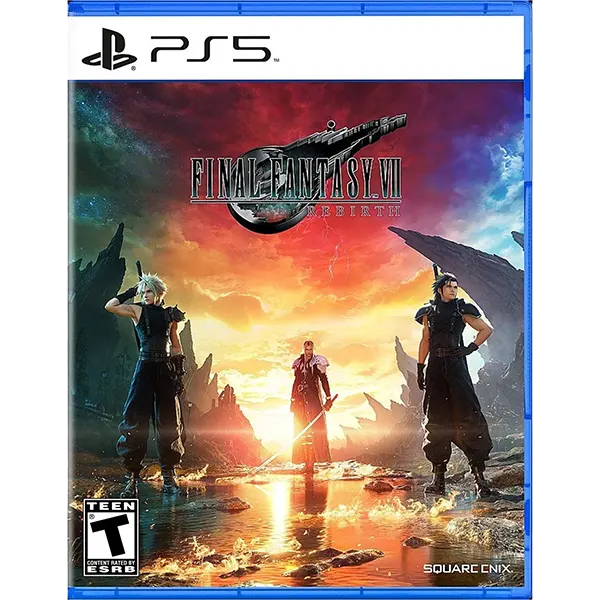 PS5
FINAL FANTASY VII
REBIRTH
TEEN
T
CONTENT RATED BY
ESRB
SQUARE ENIX